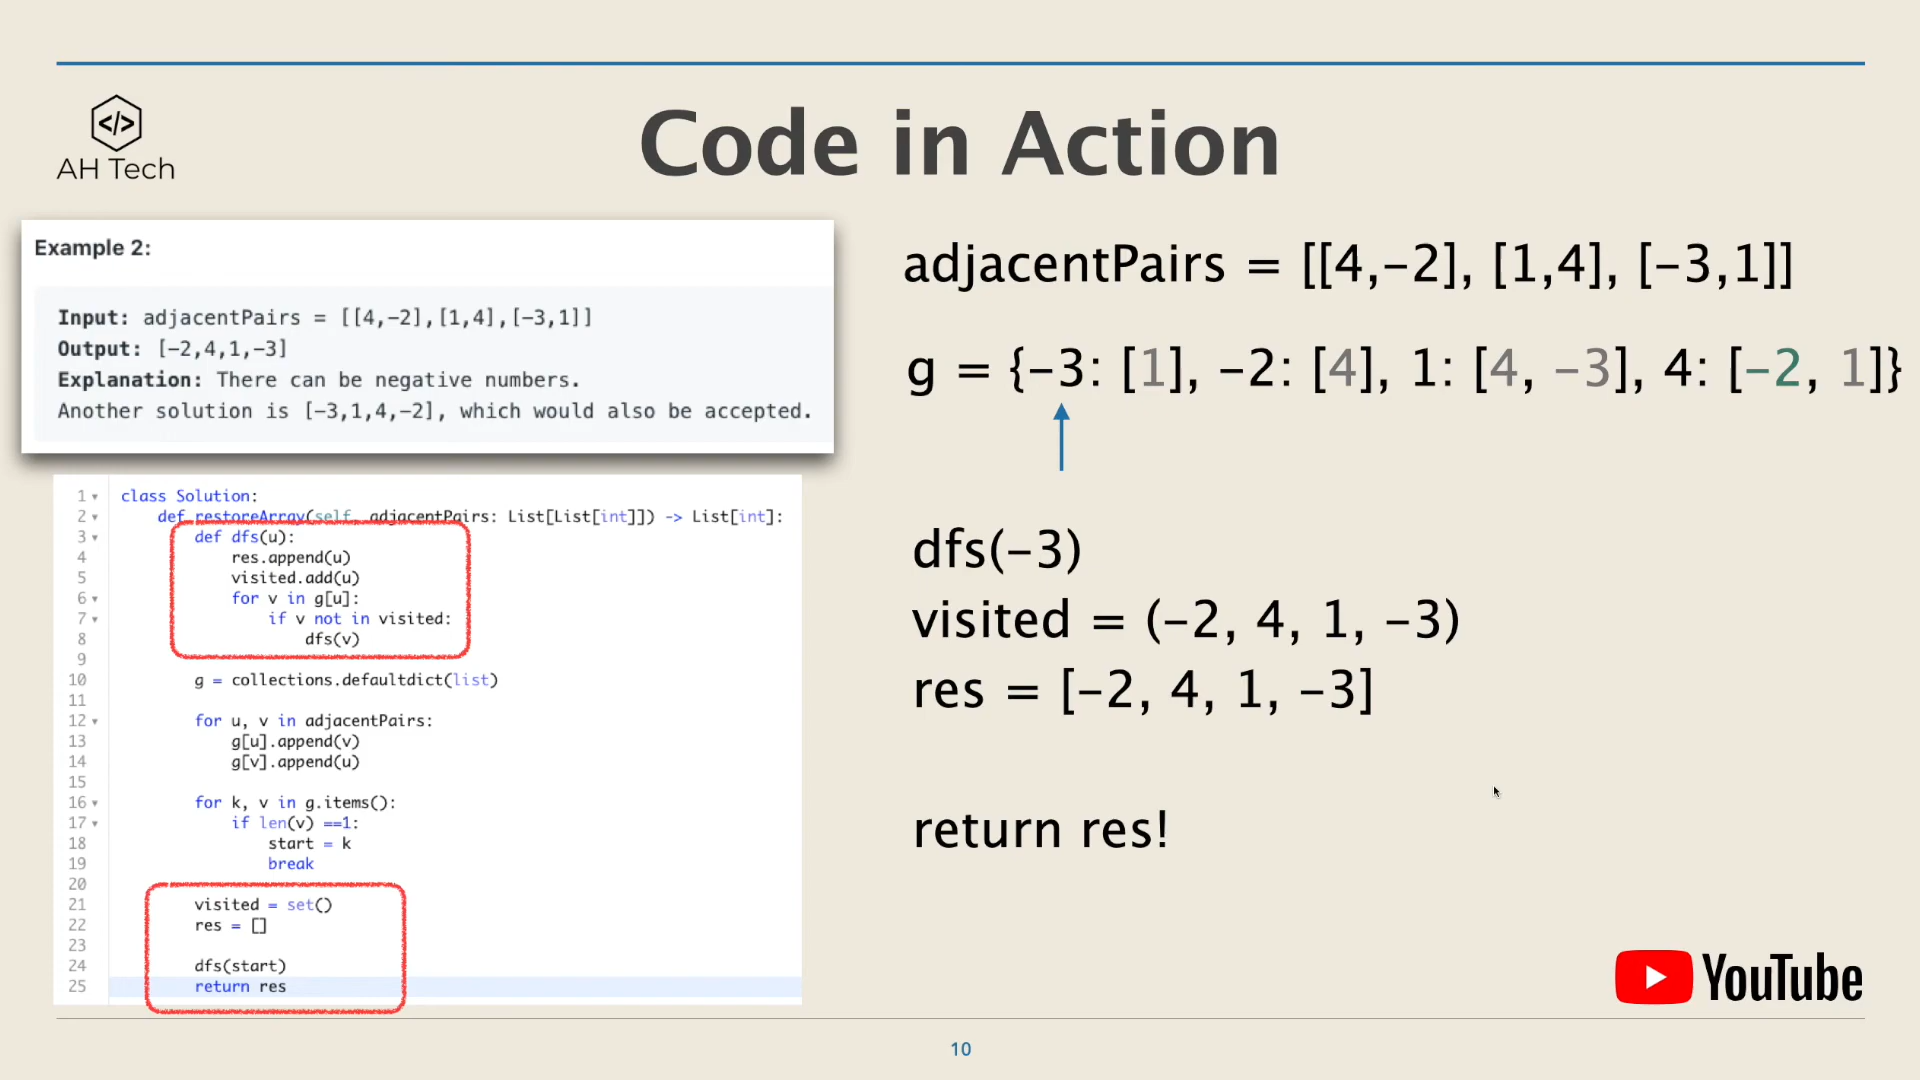 </>
AH Tech
Code in Action
Example 2:
Input: adjacentPairs = [[4,-2],[1,4],[-3,1]]
Output: [-2,4,1,-3]
Explanation: There can be negative numbers.
Another solution is [-3,1,4,-2], which would also be accepted.
1 class Solution:
2 def restoreArray(self, adjacentPairs: List[List[int]]) -> List[int]:
3 def dfs(u):
4 res.append(u)
5 visited.add(u)
6 for v in g[u]:
7 if v not in visited:
8 dfs(v)
9
10 g = collections.defaultdict(list)
11
12 for u, v in adjacentPairs:
13 g[u].append(v)
14 g[v].append(u)
15
16 for k, v in g.items():
17 if len(v) ==1:
18 start = k
19 break
20
21 visited = set()
22 res = []
23
24 dfs(start)
25 return res
adjacentPairs = [[4,-2], [1,4], [-3,1]]
g = {-3: [1], -2: [4], 1: [4, -3], 4: [-2, 1]}
dfs(-3)
visited = (-2, 4, 1, -3)
res = [-2, 4, 1, -3]
return res!
YouTube
10